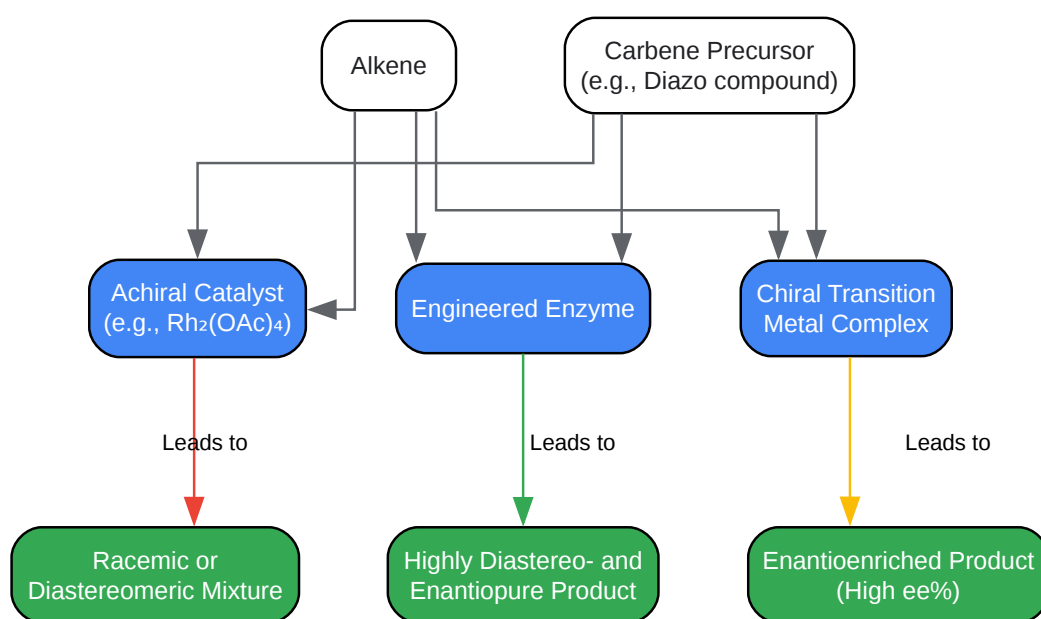 Alkene
Carbene Precursor
(e.g., Diazo compound)
Achiral Catalyst
(e.g., Rh₂(OAc)₄)
Engineered Enzyme
Chiral Transition
Metal Complex
Leads to
Leads to
Leads to
Racemic or
Diastereomeric Mixture
Highly Diastereo- and
Enantiopure Product
Enantioenriched Product
(High ee%)